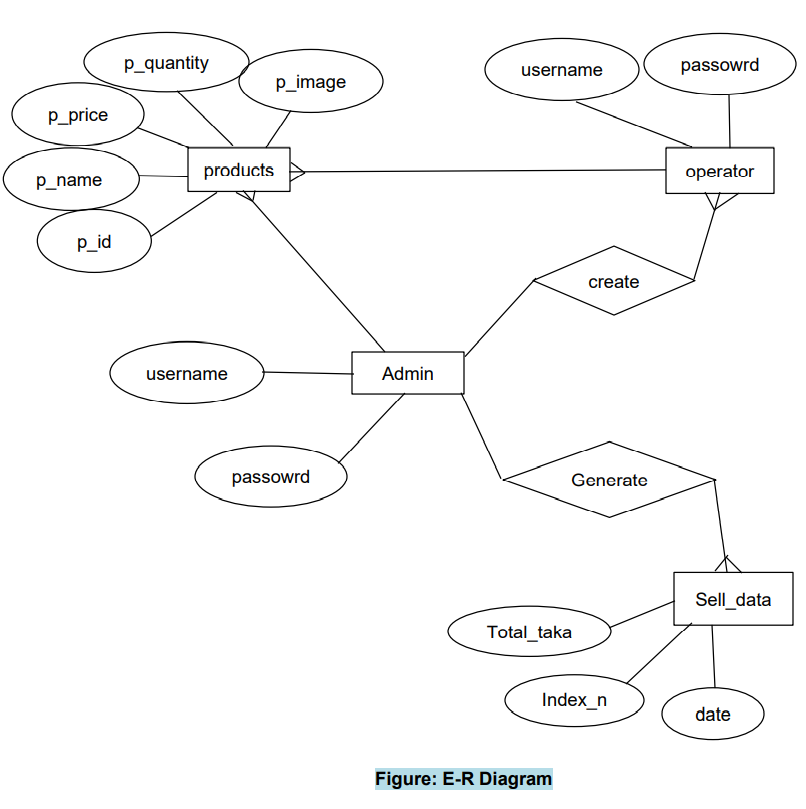 p_quantity
p_image
username
passowrd
p_price
products
operator
p_name
p_id
create
username
Admin
passowrd
Generate
Sell_data
Total_taka
Index_n
date
Figure: E-R Diagram